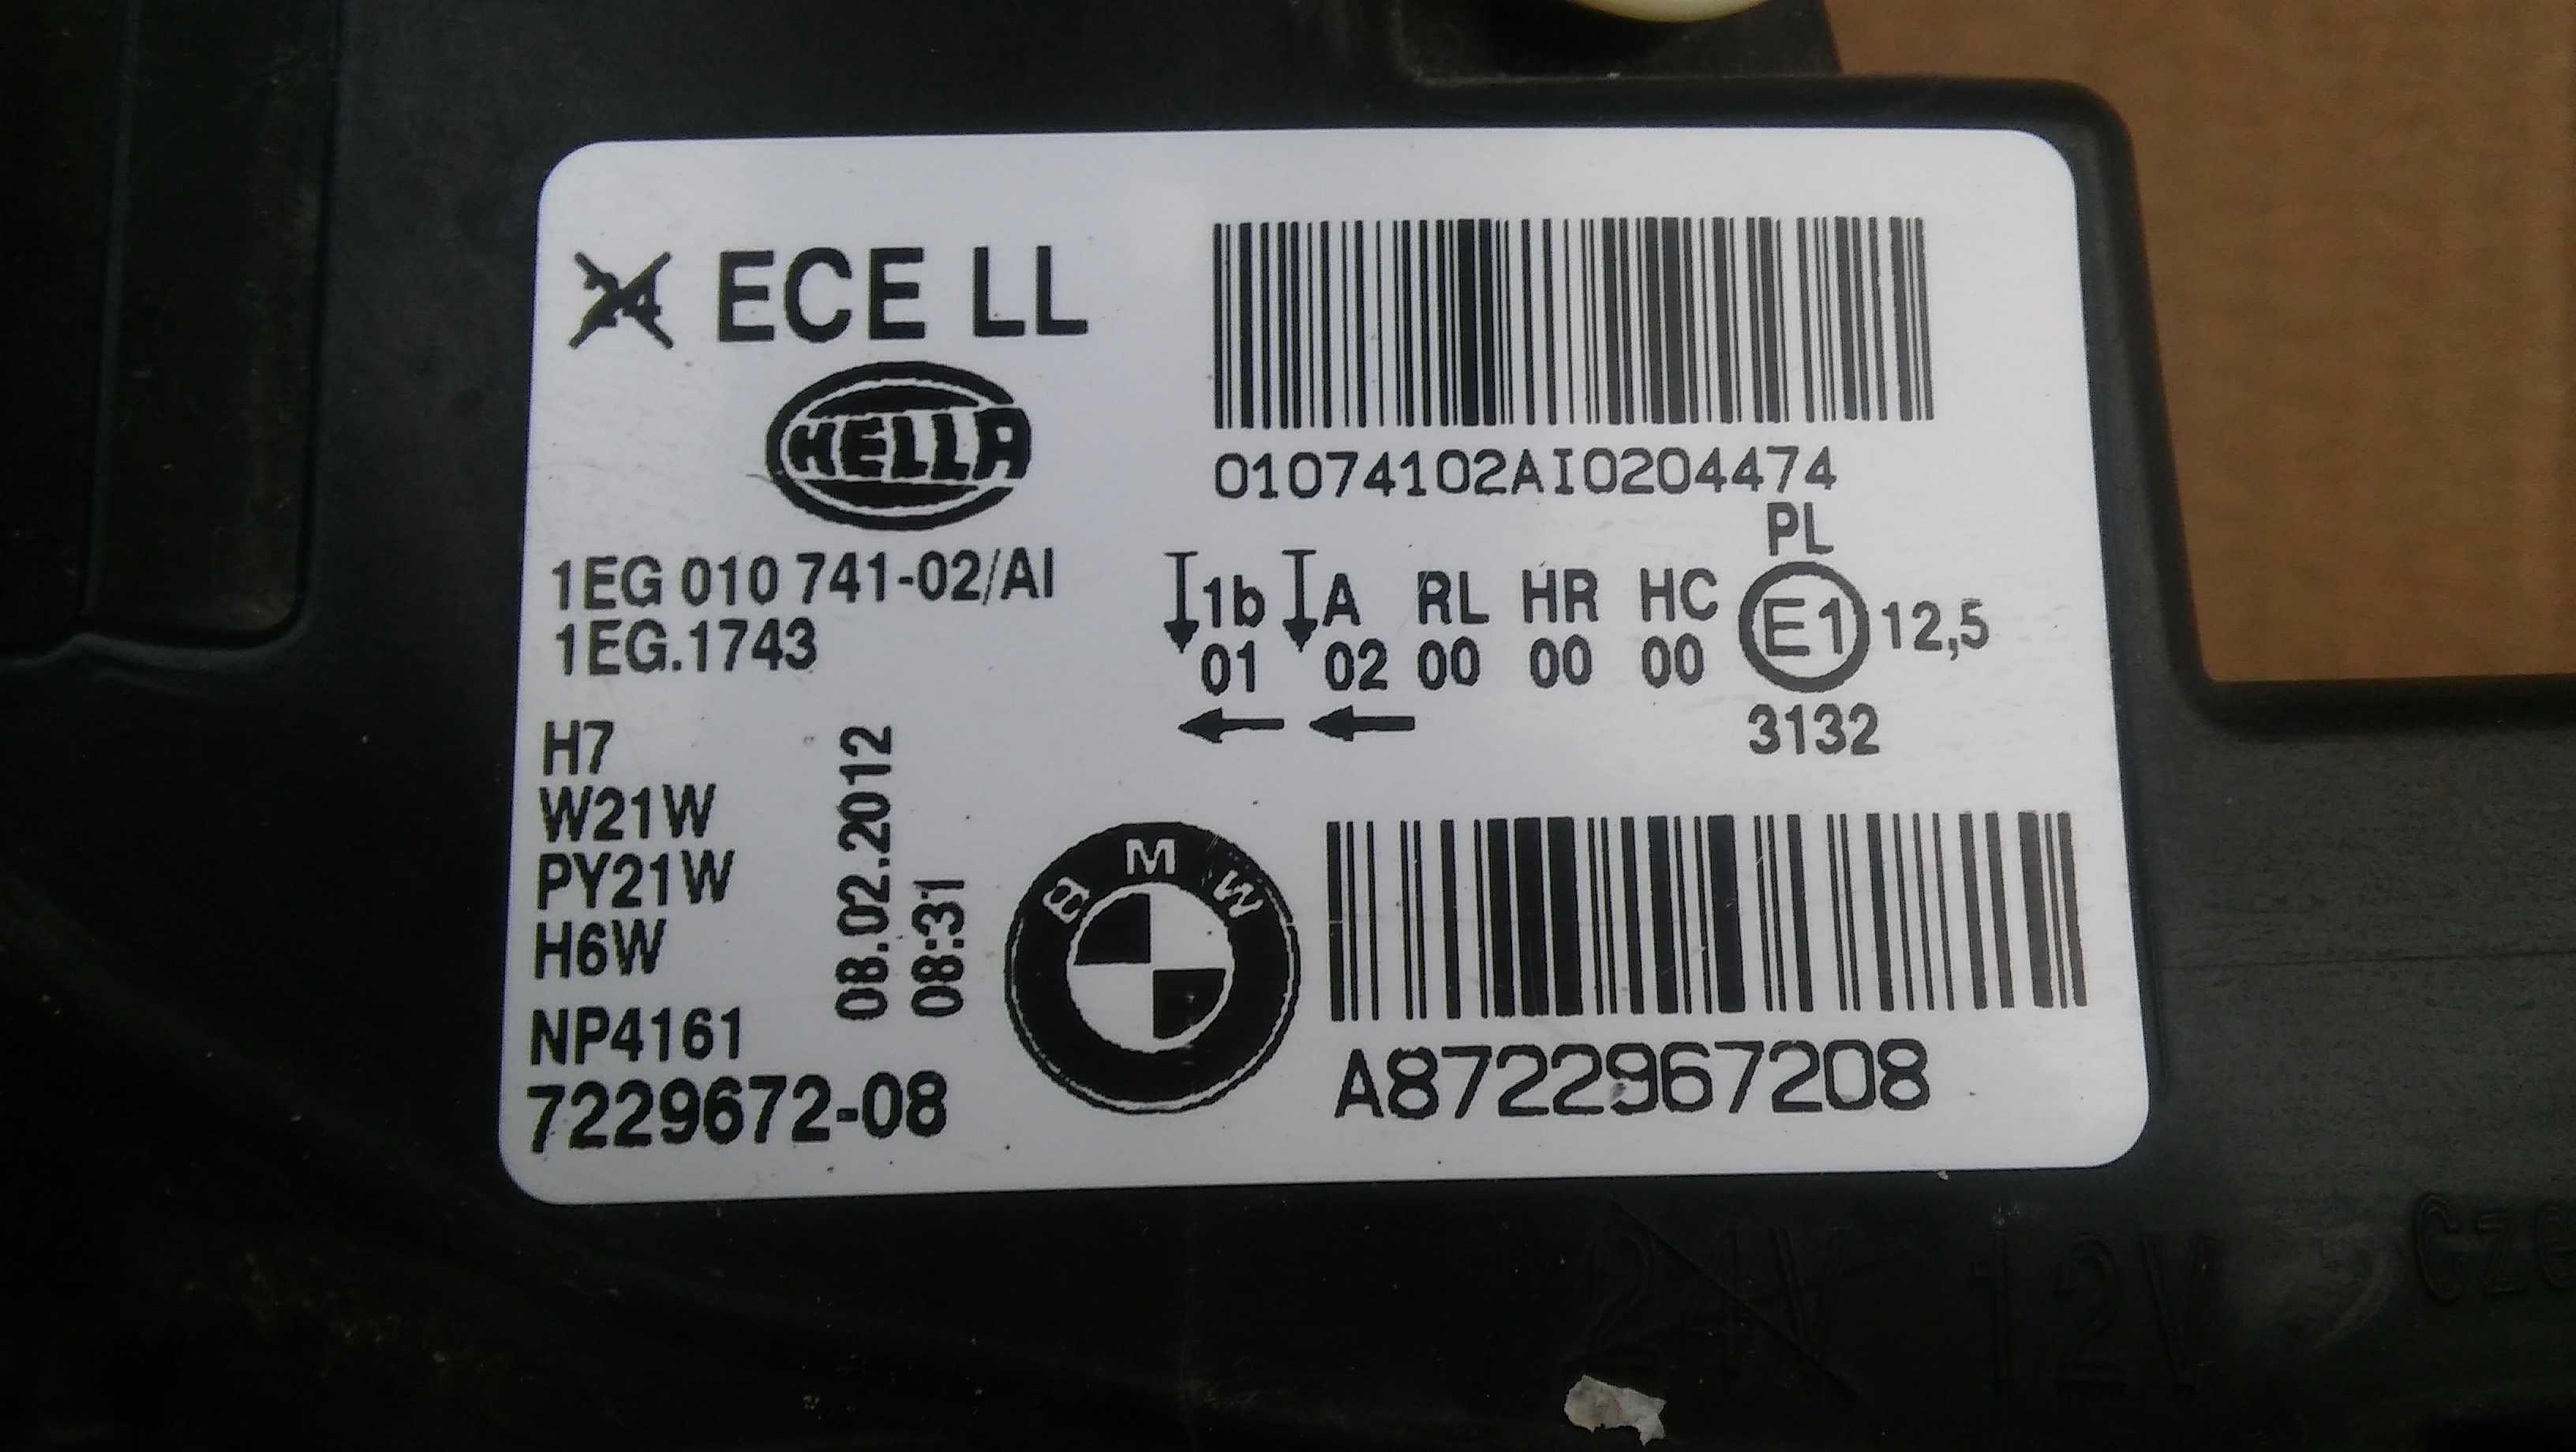 24 ECE LL
HELLA
01074102AI0204474
1EG 010 741-02/AI
1EG.1743
1b A RL HR HC PL
01 02 00 00 00 E1 12,5
3132
H7
W21W
PY21W
H6W
NP4161
7229672-08
08.02.2012
08:31
BMW
A8722967208
24V 12V